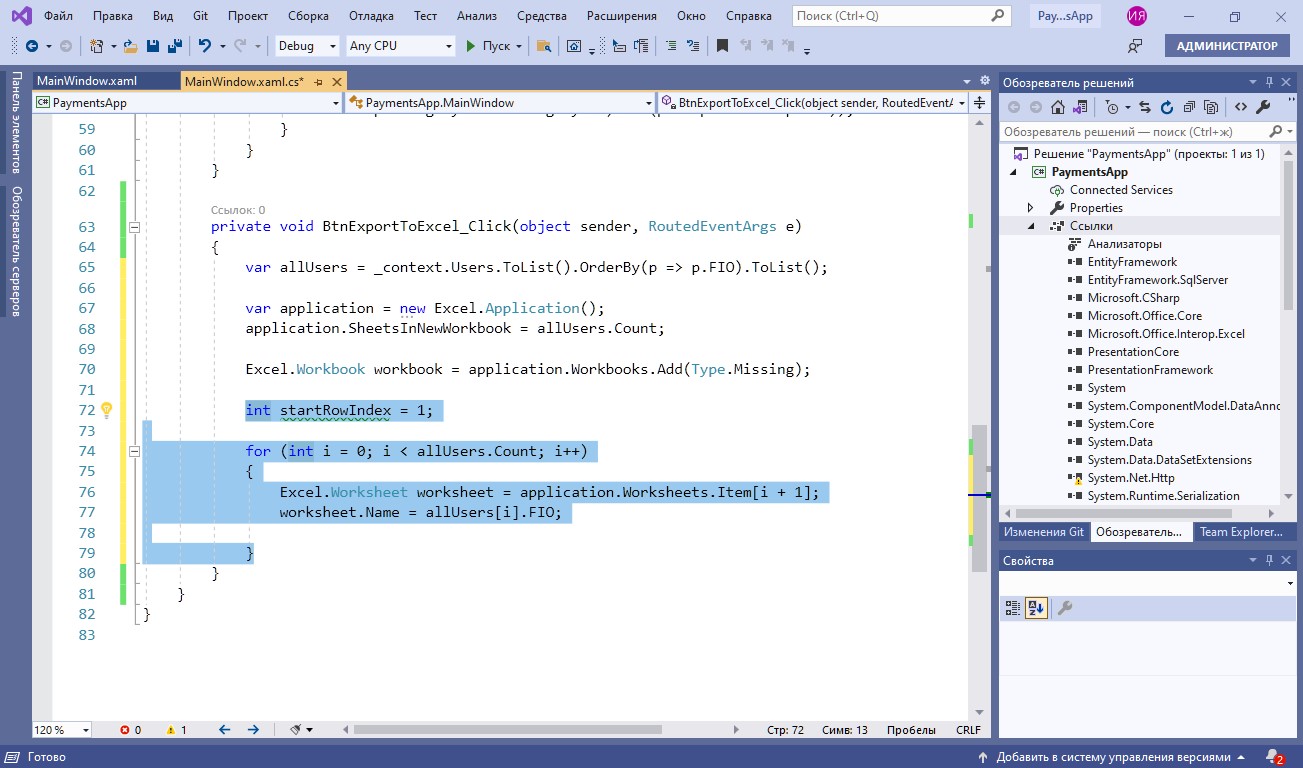 Файл Правка Вид Git Проект Сборка Отладка Тест Анализ Средства Расширения Окно Справка Поиск (Ctrl+Q) Pay...sApp ИЯ
Debug Any CPU Пуск АДМИНИСТРАТОР
Панель элементов
Обозреватель серверов
MainWindow.xaml MainWindow.xaml.cs*
PaymentsApp PaymentsApp.MainWindow BtnExportToExcel_Click(object sender, RoutedEventA
59 }
60 }
61 }
62
Ссылок: 0
63 private void BtnExportToExcel_Click(object sender, RoutedEventArgs e)
64 {
65 var allUsers = _context.Users.ToList().OrderBy(p => p.FIO).ToList();
66
67 var application = new Excel.Application();
68 application.SheetsInNewWorkbook = allUsers.Count;
69
70 Excel.Workbook workbook = application.Workbooks.Add(Type.Missing);
71
72 int startRowIndex = 1;
73
74 for (int i = 0; i < allUsers.Count; i++)
75 {
76 xcel.Worksheet worksheet = application.Worksheets.Item[i + 1];
77 orksheet.Name = allUsers[i].FIO;
78
79 }
80 }
81 }
82 }
83
120 % 0 1 Стр: 72 Симв: 13 Пробелы CRLF
Обозреватель решений
Обозреватель решений — поиск (Ctrl+ж)
Решение "PaymentsApp" (проекты: 1 из 1)
PaymentsApp
Connected Services
Properties
Ссылки
Анализаторы
EntityFramework
EntityFramework.SqlServer
Microsoft.CSharp
Microsoft.Office.Core
Microsoft.Office.Interop.Excel
PresentationCore
PresentationFramework
System
System.ComponentModel.DataAnno
System.Core
System.Data
System.Data.DataSetExtensions
System.Net.Http
System.Runtime.Serialization
Изменения Git Обозреватель... Team Explorer...
Свойства
Готово Добавить в систему управления версиями 2